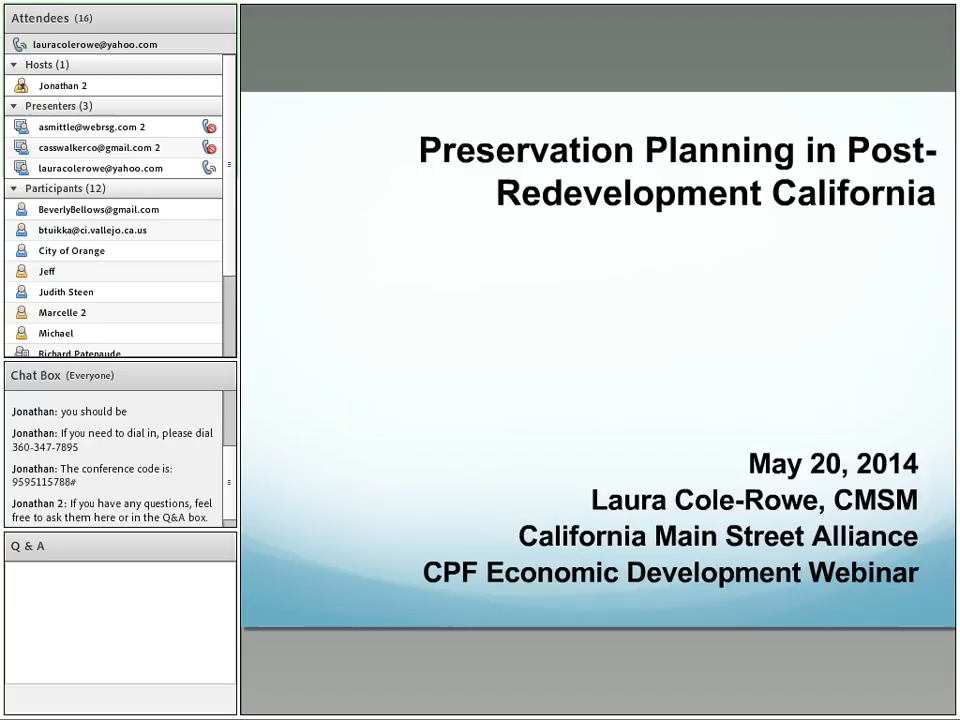 Attendees (16)
lauracolerowe@yahoo.com
Hosts (1)
Jonathan 2
Presenters (3)
asmittle@webrsg.com 2
casswalkerco@gmail.com 2
lauracolerowe@yahoo.com
Participants (12)
BeverlyBellows@gmail.com
btuikka@ci.vallejo.ca.us
City of Orange
Jeff
Judith Steen
Marcelle 2
Michael
Richard Patenaude
Chat Box (Everyone)
Jonathan: you should be
Jonathan: If you need to dial in, please dial
360-347-7895
Jonathan: The conference code is:
9595115788#
Jonathan 2: If you have any questions, feel
free to ask them here or in the Q&A box.
Q & A
Preservation Planning in Post-
Redevelopment California
May 20, 2014
Laura Cole-Rowe, CMSM
California Main Street Alliance
CPF Economic Development Webinar